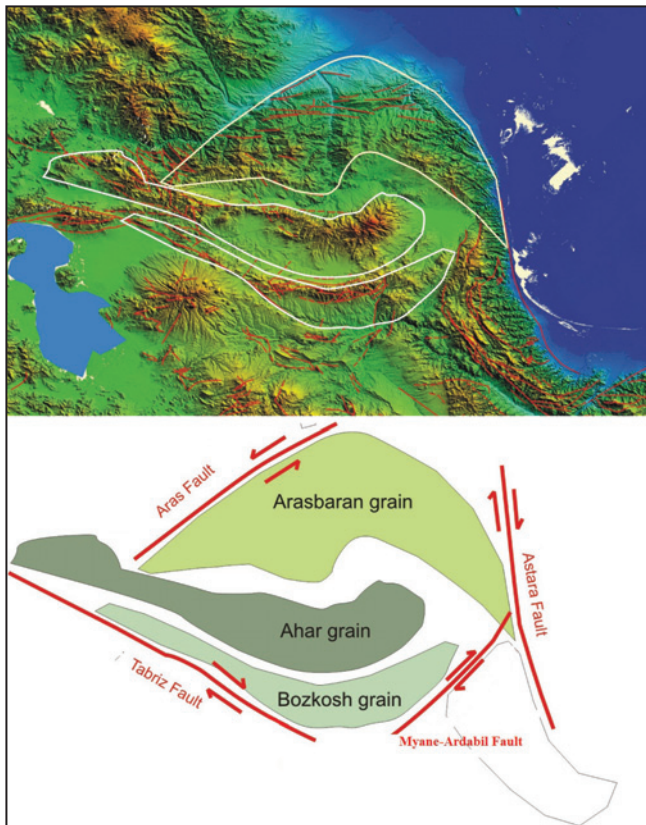 Aras Fault
Arasbaran grain
Astara Fault
Ahar grain
Tabriz Fault
Bozkosh grain
Myane-Ardabil Fault